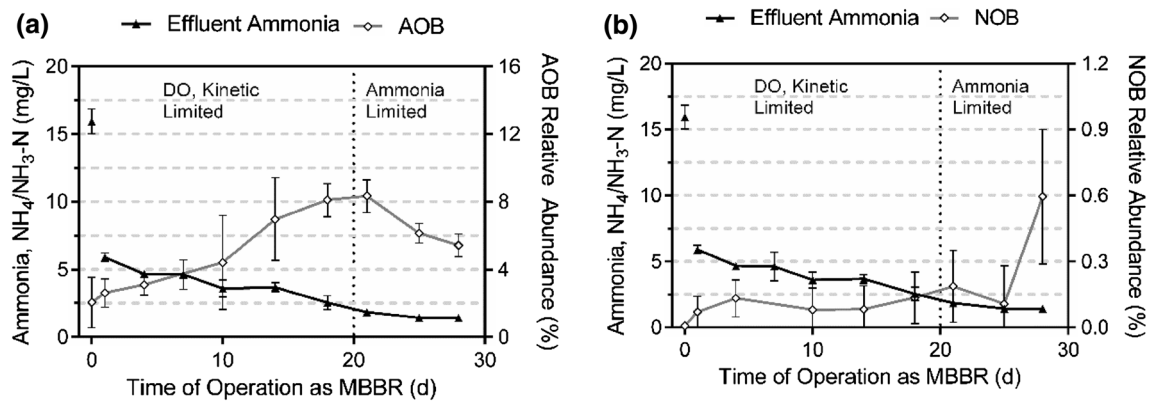 (a)
Effluent Ammonia
AOB
Ammonia, NH4/NH3-N (mg/L)
20
15
10
5
0
DO, Kinetic
Limited
Ammonia
Limited
16
12
8
4
0
AOB Relative Abundance (%)
0
10
20
30
Time of Operation as MBBR (d)
(b)
Effluent Ammonia
NOB
Ammonia, NH4/NH3-N (mg/L)
20
15
10
5
0
DO, Kinetic
Limited
Ammonia
Limited
1.2
0.9
0.6
0.3
0.0
NOB Relative Abundance (%)
0
10
20
30
Time of Operation as MBBR (d)